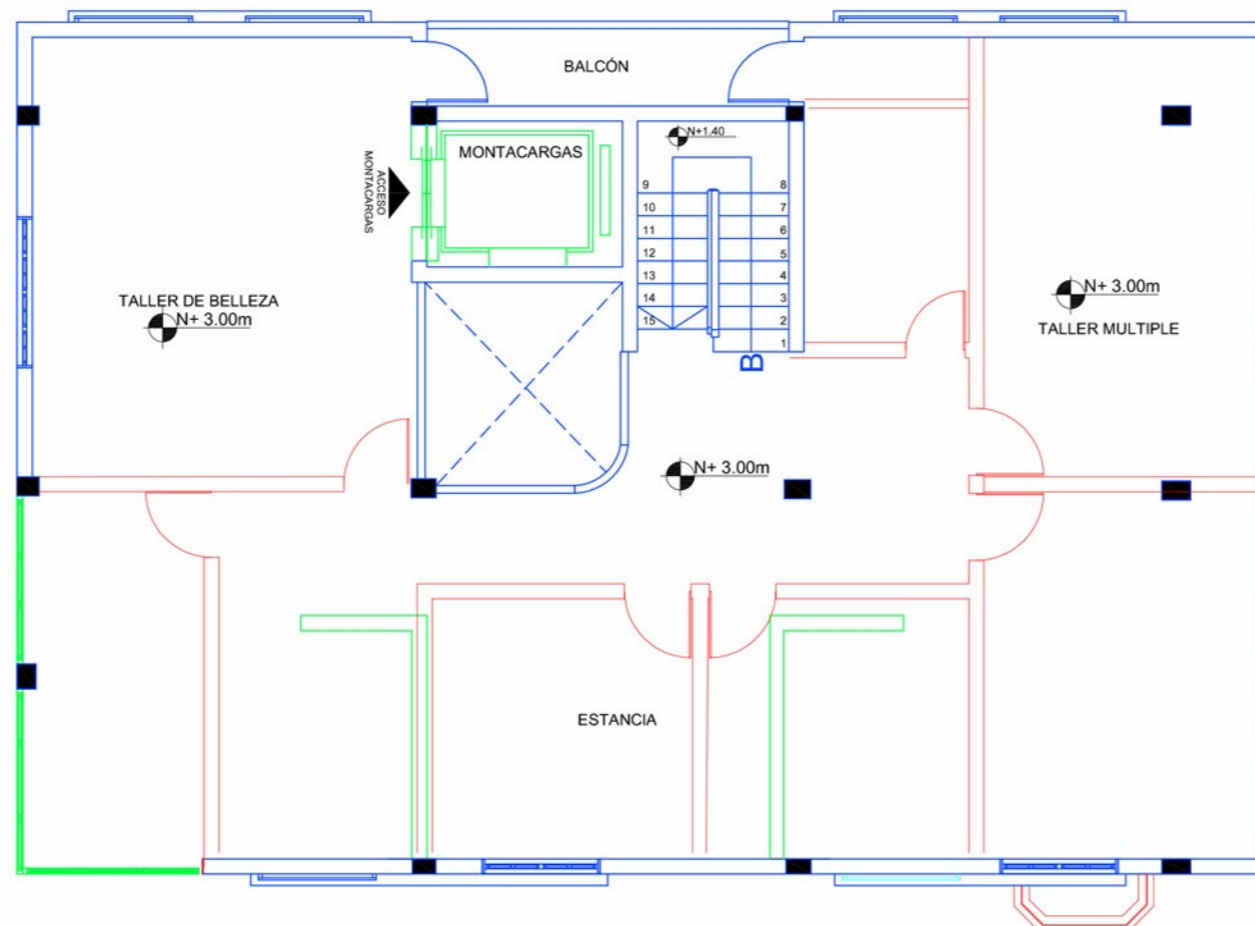 BALCÓN
N+1.40
MONTACARGAS
ACCESO
MONTACARGAS
9 8
10 7
11 6
12 5
13 4
14 3
15 2
1
B
TALLER DE BELLEZA
N+ 3.00m
N+ 3.00m
TALLER MULTIPLE
N+ 3.00m
ESTANCIA